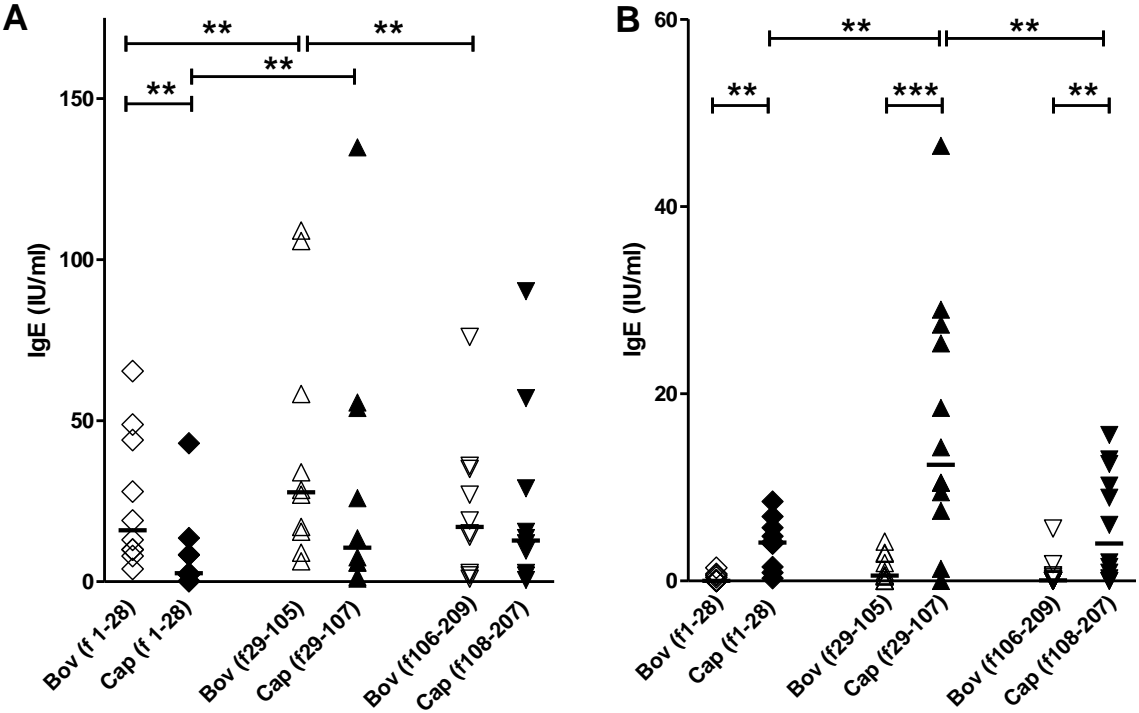 A
IgE (IU/ml)
150
100
50
0
**
**
**
**
Bov (f 1-28)
Cap (f 1-28)
Bov (f29-105)
Cap (f29-107)
Bov (f106-209)
Cap (f108-207)
B
IgE (IU/ml)
60
40
20
0
**
**
**
***
**
Bov (f1-28)
Cap (f1-28)
Bov (f29-105)
Cap (f29-107)
Bov (f106-209)
Cap (f108-207)